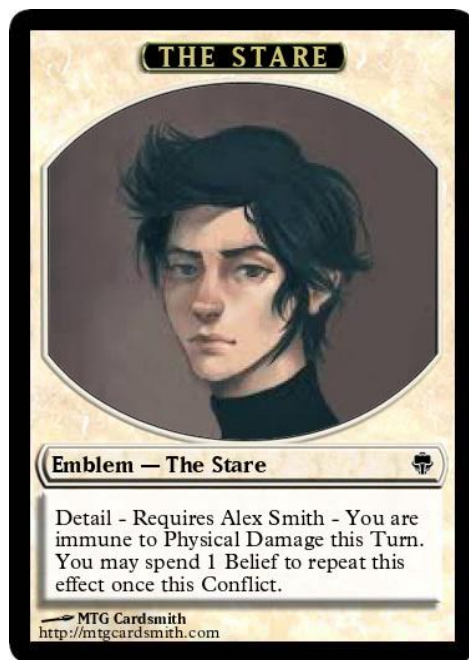 THE STARE
Emblem — The Stare
Detail - Requires Alex Smith - You are
immune to Physical Damage this Turn.
You may spend 1 Belief to repeat this
effect once this Conflict.
MTG Cardsmith
http://mtgcardsmith.com